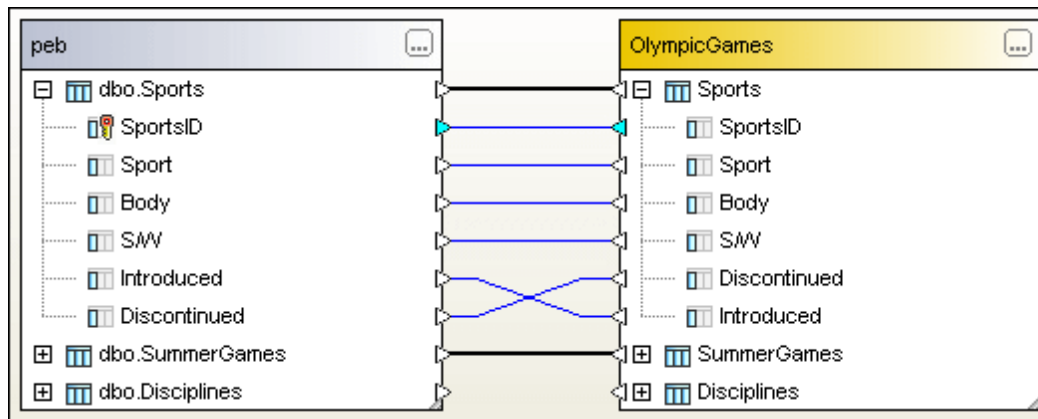 peb
...
dbo.Sports
SportsID
Sport
Body
S/W
Introduced
Discontinued
dbo.SummerGames
dbo.Disciplines
OlympicGames
...
Sports
SportsID
Sport
Body
S/W
Discontinued
Introduced
SummerGames
Disciplines